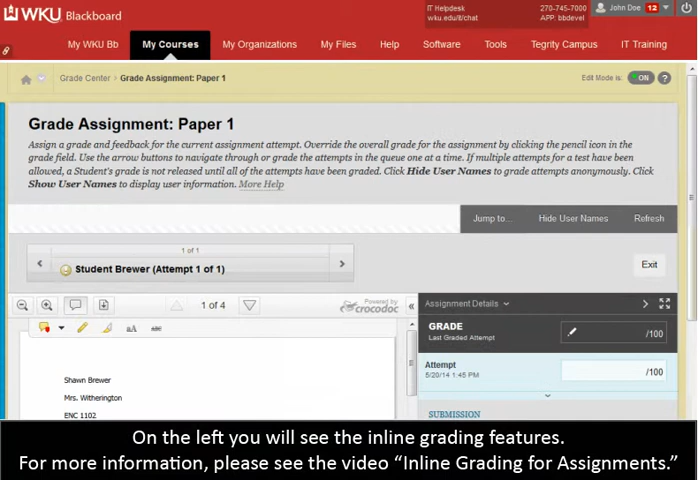 WKU Blackboard
IT Helpdesk
wku.edu/it/chat
270-745-7000
APP: bbdevel
John Doe 12
My WKU Bb My Courses My Organizations My Files Help Software Tools Tegrity Campus IT Training
Grade Center Grade Assignment: Paper 1
Edit Mode is: ON ?
Grade Assignment: Paper 1
Assign a grade and feedback for the current assignment attempt. Override the overall grade for the assignment by clicking the pencil icon in the
grade field. Use the arrow buttons to navigate through or grade the attempts in the queue one at a time. If multiple attempts for a test have been
allowed, a Student's grade is not released until all of the attempts have been graded. Click Hide User Names to grade attempts anonymously. Click
Show User Names to display user information. More Help
Jump to... Hide User Names Refresh
1 of 1
Student Brewer (Attempt 1 of 1)
Exit
1 of 4
Powered by
crocodoc
Assignment Details
GRADE
Last Graded Attempt
/100
aA abc
Attempt
5/20/14 1:45 PM
/100
SUBMISSION
Shawn Brewer
Mrs. Witherington
ENC 1102
On the left you will see the inline grading features.
For more information, please see the video “Inline Grading for Assignments.”